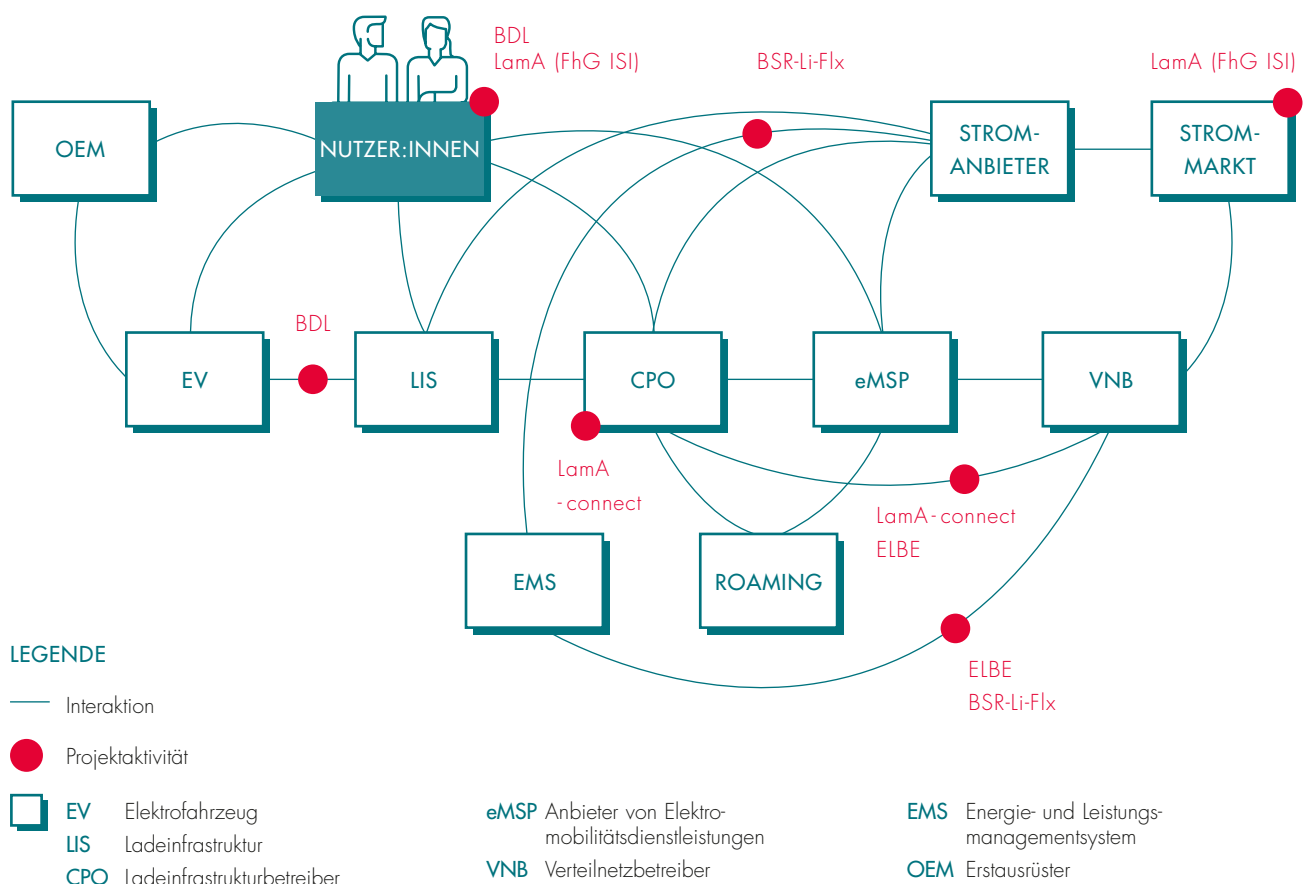 BDL
LamA (FhG ISI)
BSR-Li-Flx
LamA (FhG ISI)
OEM
NUTZER:INNEN
STROM-
ANBIETER
STROM-
MARKT
BDL
EV
LIS
CPO
eMSP
VNB
LamA
-connect
LamA-connect
ELBE
EMS
ROAMING
ELBE
BSR-Li-Flx
LEGENDE
Interaktion
Projektaktivität
EV Elektrofahrzeug
LIS Ladeinfrastruktur
CPO Ladeinfrastrukturbetreiber
eMSP Anbieter von Elektro-
mobilitätsdienstleistungen
VNB Verteilnetzbetreiber
EMS Energie- und Leistungs-
managementsystem
OEM Erstausrüster